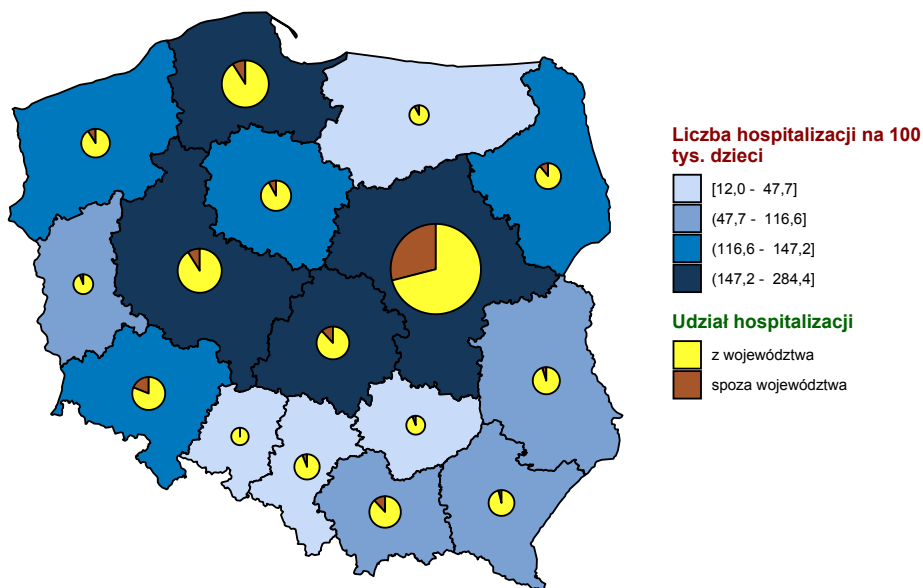 Liczba hospitalizacji na 100
tys. dzieci
[12,0 - 47,7]
(47,7 - 116,6]
(116,6 - 147,2]
(147,2 - 284,4]
Udział hospitalizacji
z województwa
spoza województwa